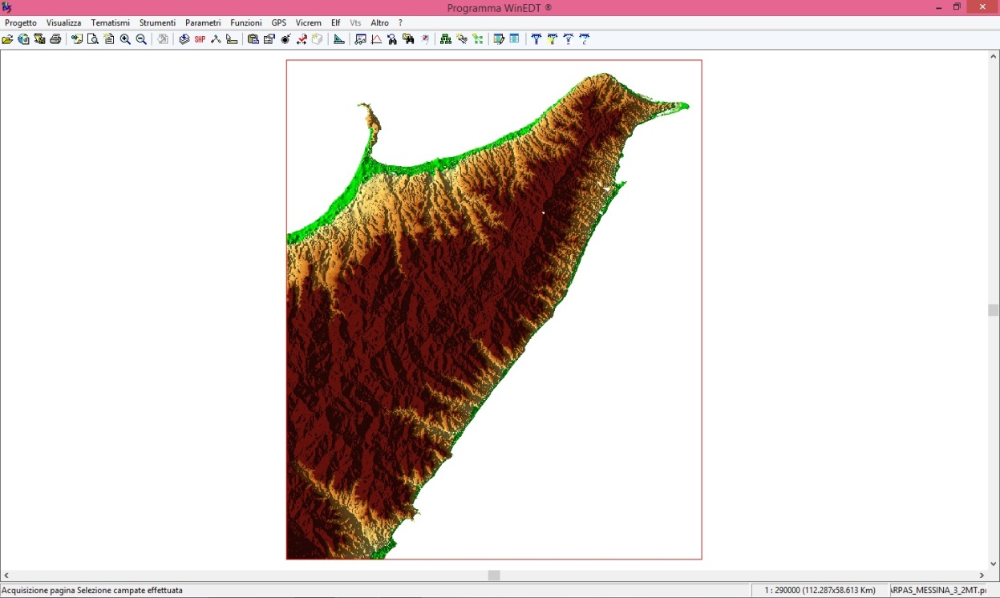 Programma WinEDT ®
Progetto Visualizza Tematismi Strumenti Parametri Funzioni GPS Vicrem Elf Vts Altro ?
SHP
Acquisizione pagina Selezione campate effettuata 1 : 290000 (112.287x58.613 Km) ARPAS_MESSINA_3_2MT.pr